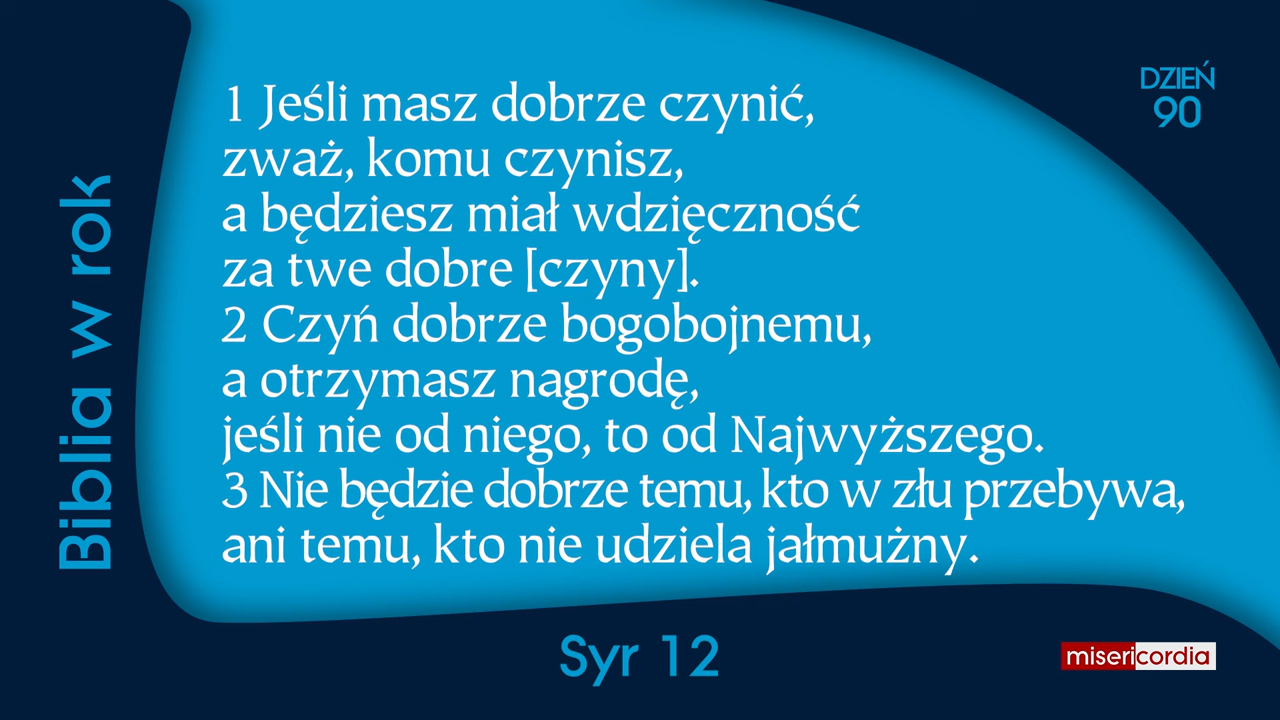 DZIEŃ
90
Biblia w rok
1 Jeśli masz dobrze czynić,
zważ, komu czynisz,
a będziesz miał wdzięczność
za twe dobre [czyny].
2 Czyń dobrze bogobojnemu,
a otrzymasz nagrodę,
jeśli nie od niego, to od Najwyższego.
3 Nie będzie dobrze temu, kto w złu przebywa,
ani temu, kto nie udziela jałmużny.
Syr 12
misericordia